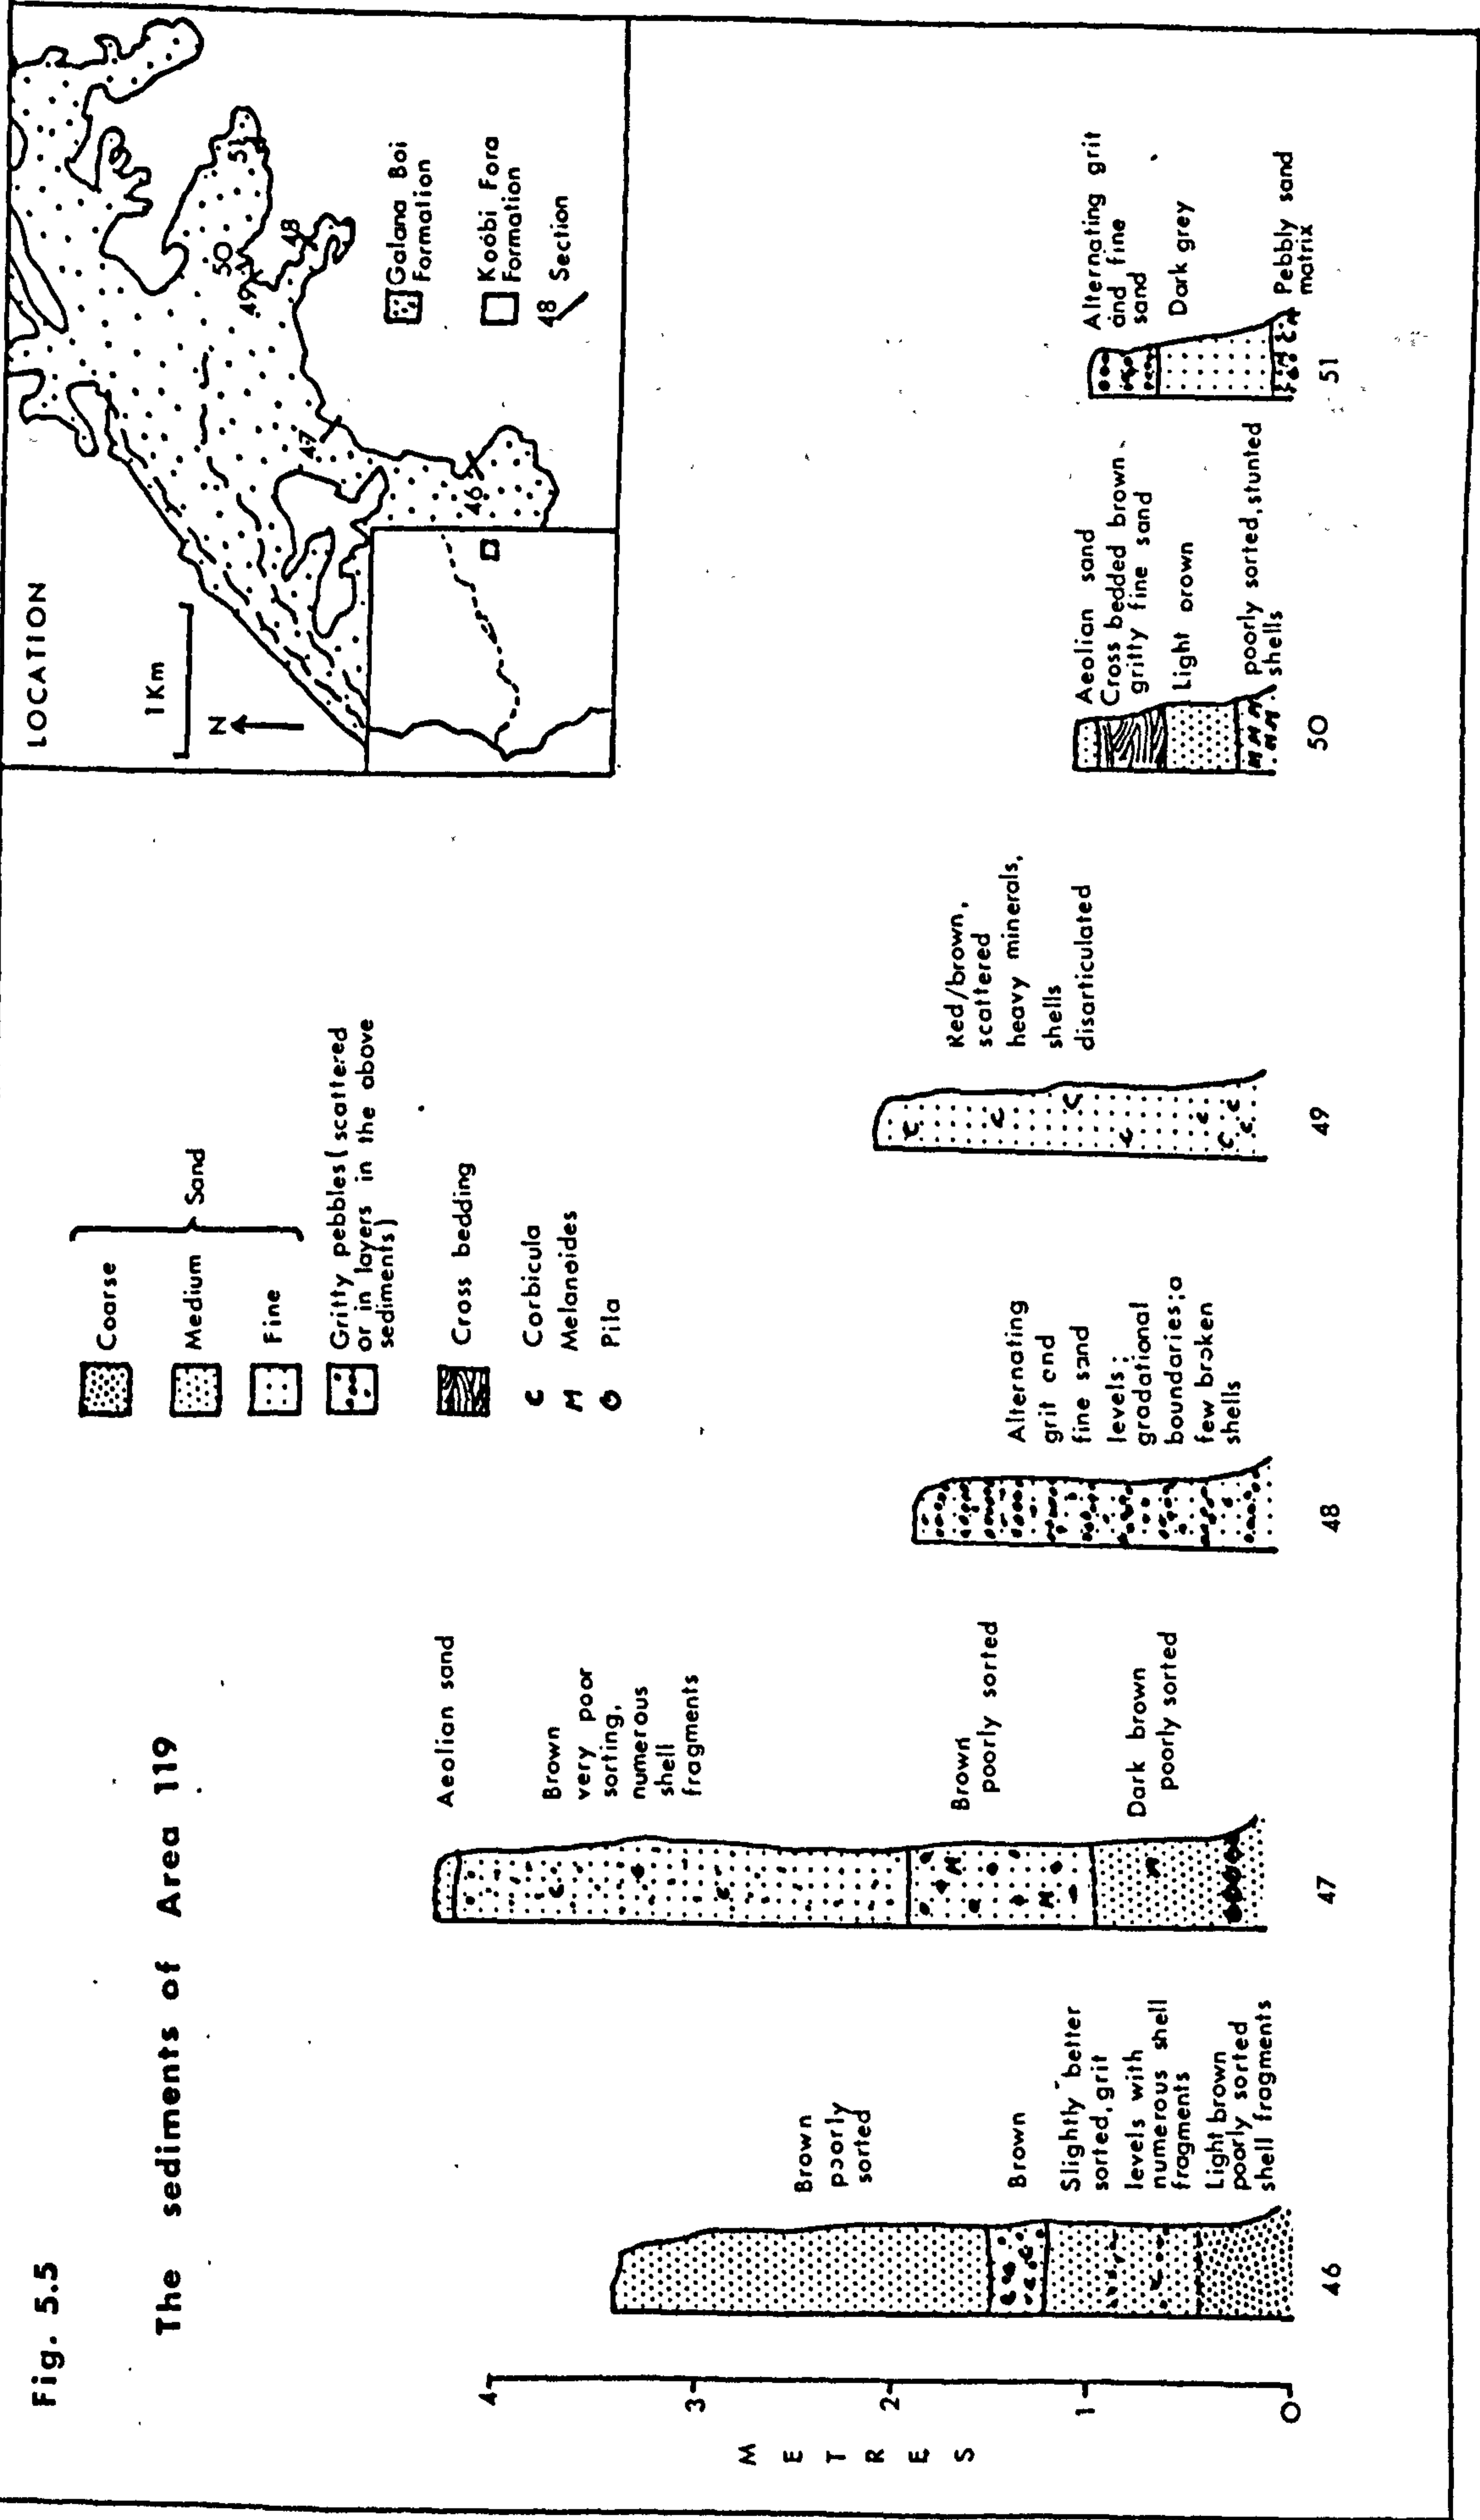 Fig. 5.5
The sediments of Area 119
LOCATION
1 Km
N
46
47
48
49
50
51
Galana Boi
Formation
Koobi Fora
Formation
48
Section
Coarse
Medium
Fine
Sand
Gritty pebbles (scattered
or in layers in the above
sediments)
Cross bedding
C Corbicula
M Melanoides
Pila
METRES
4
3
2
1
0
Brown
poorly
sorted
Brown
Slightly better
sorted, grit
levels with
numerous shell
fragments
Light brown
poorly sorted
shell fragments
46
Aeolian sand
Brown
very poor
sorting,
numerous
shell
fragments
Brown
poorly sorted
Dark brown
poorly sorted
47
Alternating
grit and
fine sand
levels;
gradational
boundaries; a
few broken
shells
48
Red/brown,
scattered
heavy minerals,
shells
disarticulated
49
Aeolian sand
Cross bedded brown
gritty fine sand
Light brown
poorly sorted, stunted
shells
50
Alternating grit
and fine
sand
Dark grey
Pebbly sand
matrix
51